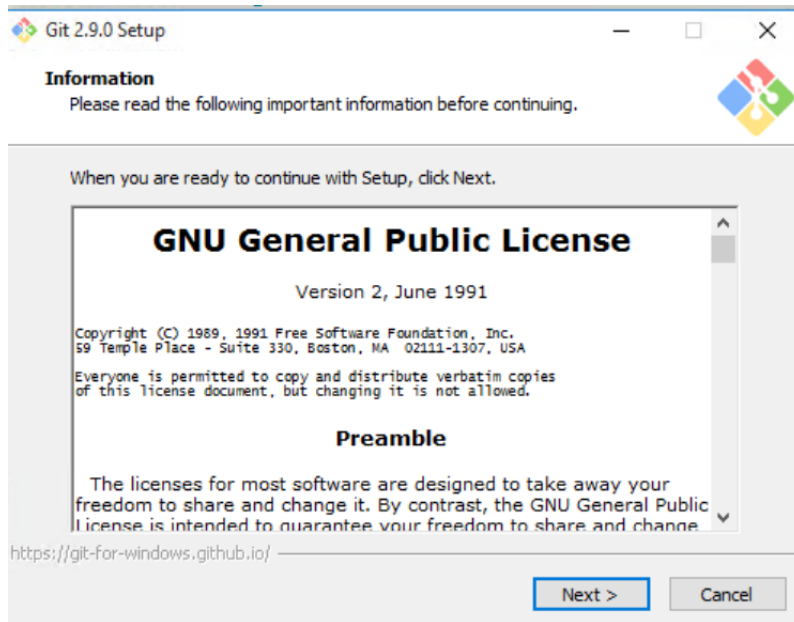 Git 2.9.0 Setup
Information
Please read the following important information before continuing.
When you are ready to continue with Setup, click Next.
GNU General Public License
Version 2, June 1991
Copyright (C) 1989, 1991 Free Software Foundation, Inc.
59 Temple Place - Suite 330, Boston, MA  02111-1307, USA
Everyone is permitted to copy and distribute verbatim copies
of this license document, but changing it is not allowed.
Preamble
The licenses for most software are designed to take away your
freedom to share and change it. By contrast, the GNU General Public
License is intended to guarantee your freedom to share and change
https://git-for-windows.github.io/
Next >
Cancel